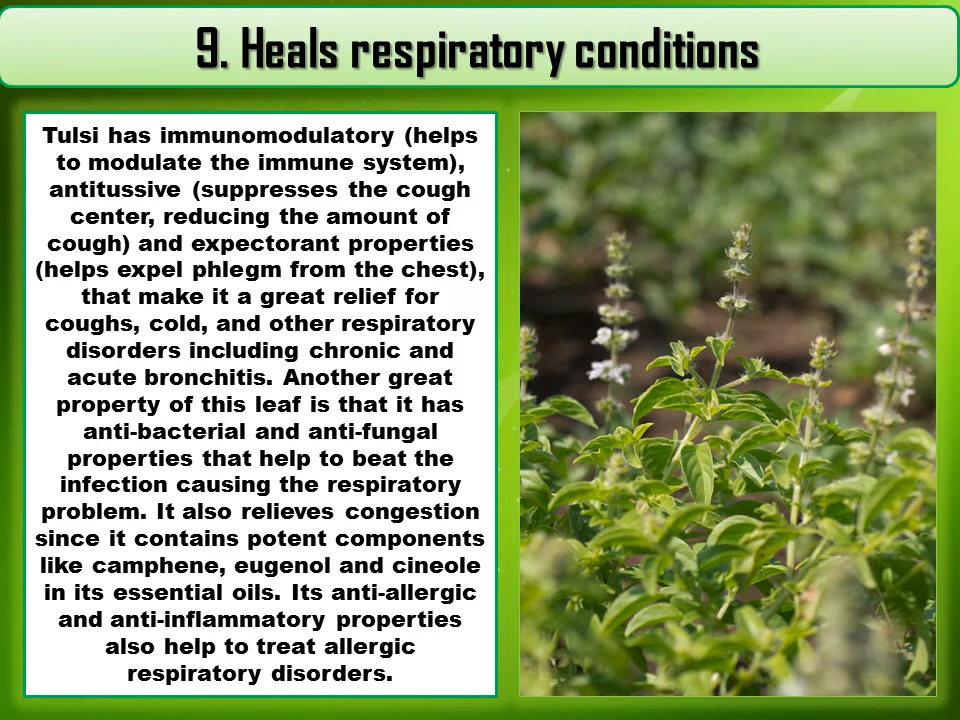 9. Heals respiratory conditions
Tulsi has immunomodulatory (helps
to modulate the immune system),
antitussive (suppresses the cough
center, reducing the amount of
cough) and expectorant properties
(helps expel phlegm from the chest),
that make it a great relief for
coughs, cold, and other respiratory
disorders including chronic and
acute bronchitis. Another great
property of this leaf is that it has
anti-bacterial and anti-fungal
properties that help to beat the
infection causing the respiratory
problem. It also relieves congestion
since it contains potent components
like camphene, eugenol and cineole
in its essential oils. Its anti-allergic
and anti-inflammatory properties
also help to treat allergic
respiratory disorders.